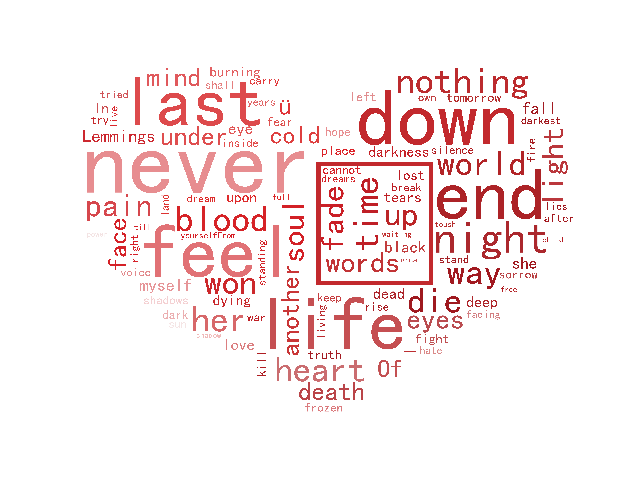 burning
mind
shall
carry
nothing
tried
last
years
left
own
tomorrow
In
live
ü
down
fall
try
fear
darkest
Lemmings
under
eye
cold
hope
inside
fire
never
place
darkness
silence
world
light
cannot
lost
end
dreams
break
time
tears
pain
dream
upon
full
fade
up
lies
blood
soul
after
face
feel
yourselfFrom
waiting
night
right
black
words
stand
she
voice
standing
way
sorrow
myself
won
free
shadows
dying
another
keep
dead
die
deep
dark
her
war
living
life
rise
eyes
facing
sun
shadow
love
fight
truth
hate
kill
heart
Of
death
frozen